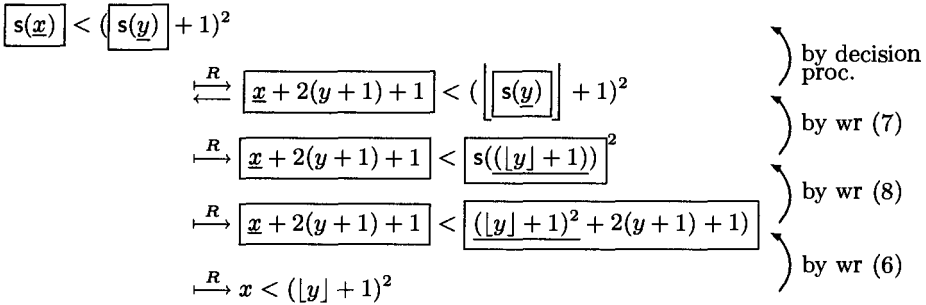 s(x) < (s(y) + 1)²
by decision
proc.
R x + 2(y + 1) + 1 < (⌊s(y)⌋ + 1)²
by wr (7)
R x + 2(y + 1) + 1 < s((⌊y⌋ + 1))²
by wr (8)
R x + 2(y + 1) + 1 < (⌊y⌋ + 1)² + 2(y + 1) + 1)
by wr (6)
R x < (⌊y⌋ + 1)²